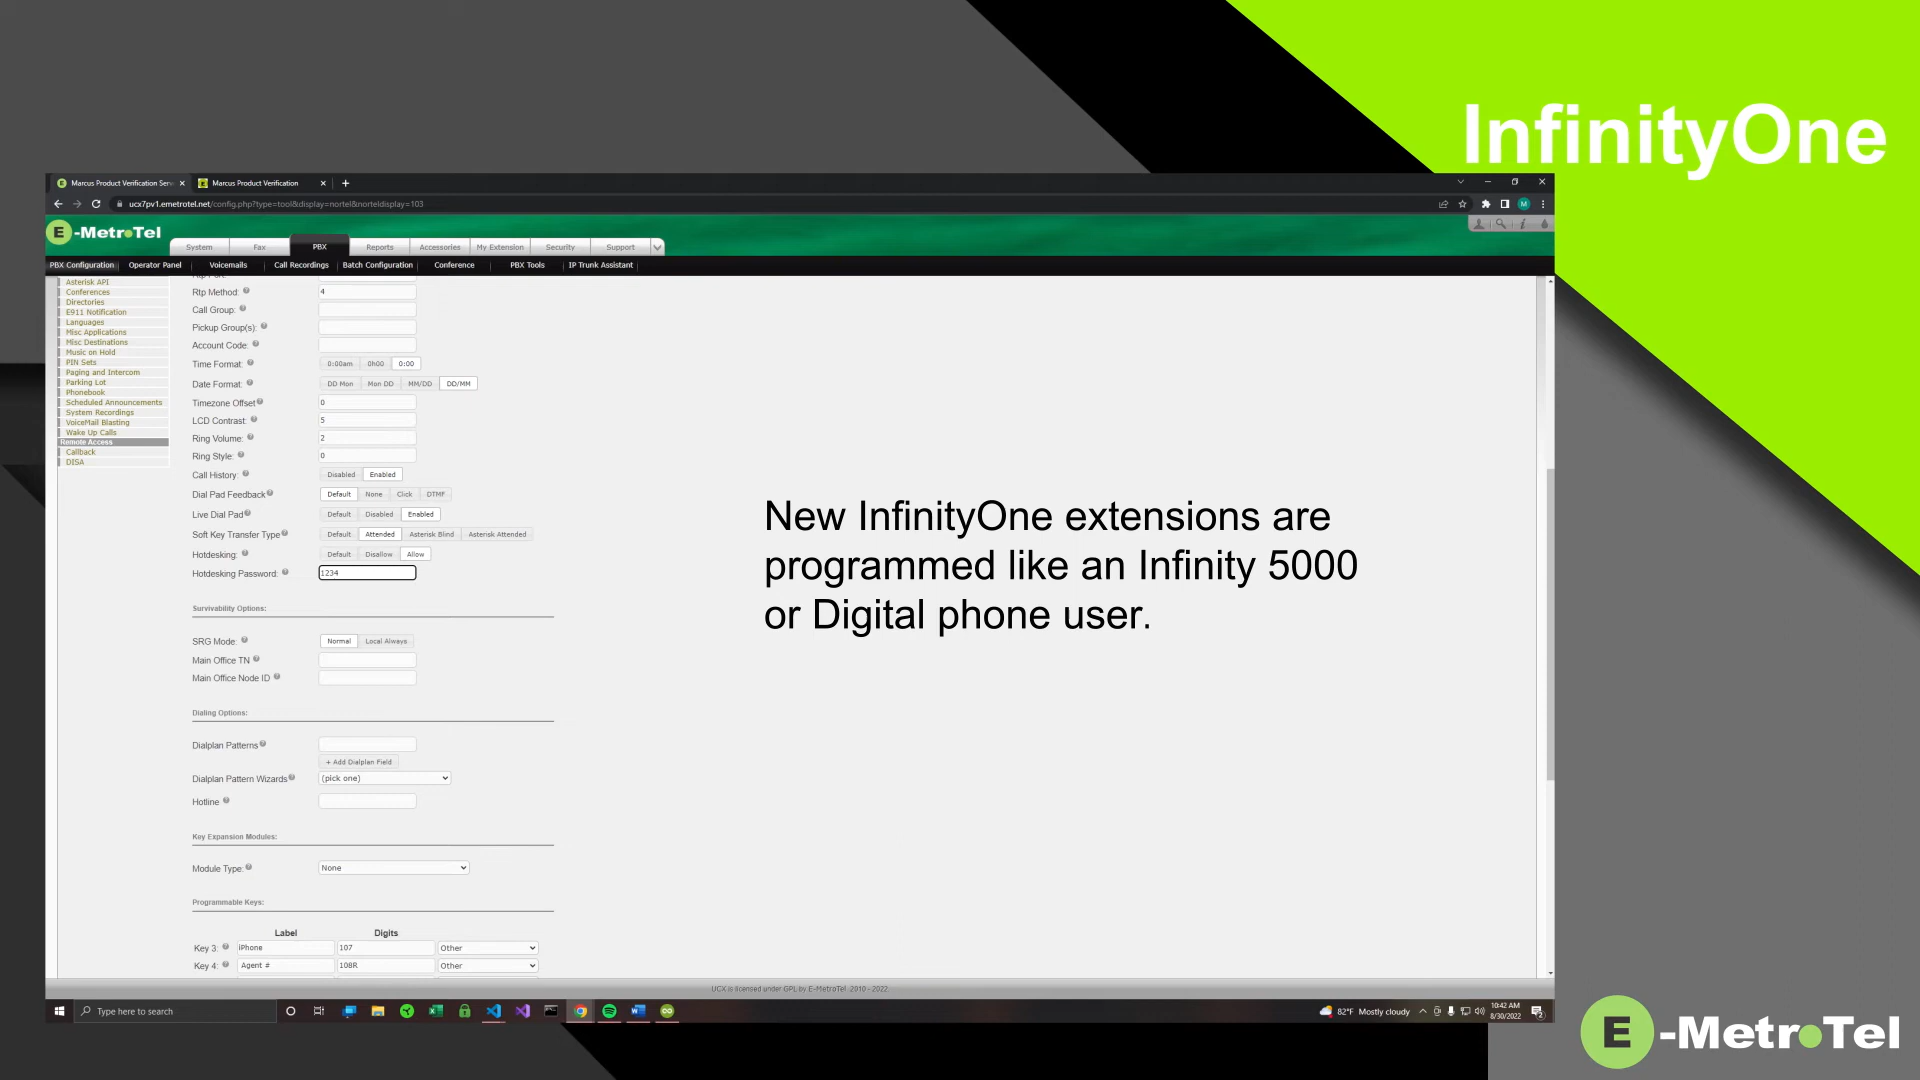 InfinityOne
Marcus Product Verification Serv
Marcus Product Verification
ucx7pv1.emetrotel.net/config.php?type=tool&display=nortel&norteldisplay=103
E-MetroTel
System Fax PBX Reports Accessories My Extension Security Support
PBX Configuration Operator Panel Voicemails Call Recordings Batch Configuration Conference PBX Tools IP Trunk Assistant
Asterisk API
Conferences
Directories
E911 Notification
Languages
Misc Applications
Misc Destinations
Music on Hold
PIN Sets
Paging and Intercom
Parking Lot
Phonebook
Scheduled Announcements
System Recordings
VoiceMail Blasting
Wake Up Calls
Remote Access
Callback
DISA
Rtp Method: 4
Call Group:
Pickup Group(s):
Account Code:
Time Format: 0:00am 0h00 0:00
Date Format: DD Mon Mon DD MM/DD DD/MM
Timezone Offset 0
LCD Contrast: 5
Ring Volume: 2
Ring Style: 0
Call History: Disabled Enabled
Dial Pad Feedback Default None Click DTMF
Live Dial Pad Default Disabled Enabled
Soft Key Transfer Type Default Attended Asterisk Blind Asterisk Attended
Hotdesking: Default Disallow Allow
Hotdesking Password: 1234
Survivability Options:
SRG Mode: Normal Local Always
Main Office TN
Main Office Node ID
Dialing Options:
Dialplan Patterns
+ Add Dialplan Field
Dialplan Pattern Wizards (pick one)
Hotline
Key Expansion Modules:
Module Type: None
Programmable Keys:
Label Digits
Key 3: iPhone 107 Other
Key 4: Agent # 108R Other
New InfinityOne extensions are
programmed like an Infinity 5000
or Digital phone user.
UCX is licensed under GPL by E-MetroTel. 2010 - 2022.
Type here to search
82°F Mostly cloudy
10:42 AM
8/30/2022
E-MetroTel